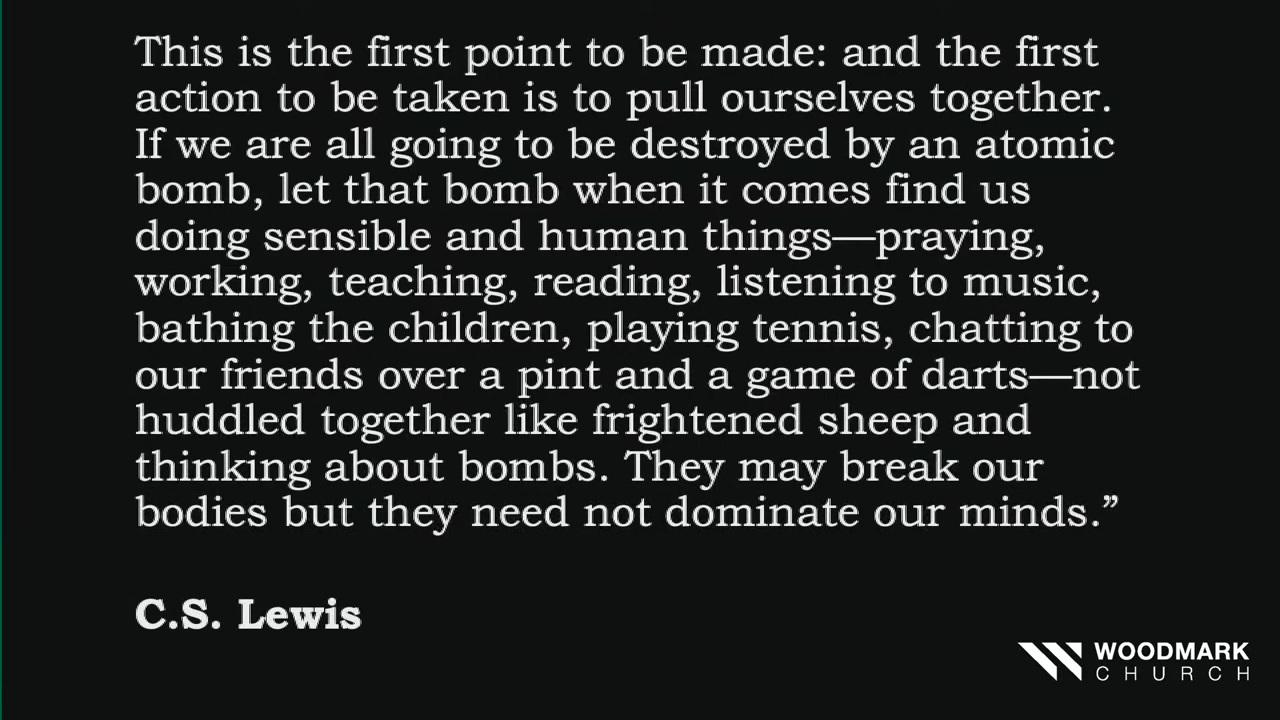 This is the first point to be made: and the first
action to be taken is to pull ourselves together.
If we are all going to be destroyed by an atomic
bomb, let that bomb when it comes find us
doing sensible and human things—praying,
working, teaching, reading, listening to music,
bathing the children, playing tennis, chatting to
our friends over a pint and a game of darts—not
huddled together like frightened sheep and
thinking about bombs. They may break our
bodies but they need not dominate our minds.”
C.S. Lewis
WOODMARK
CHURCH